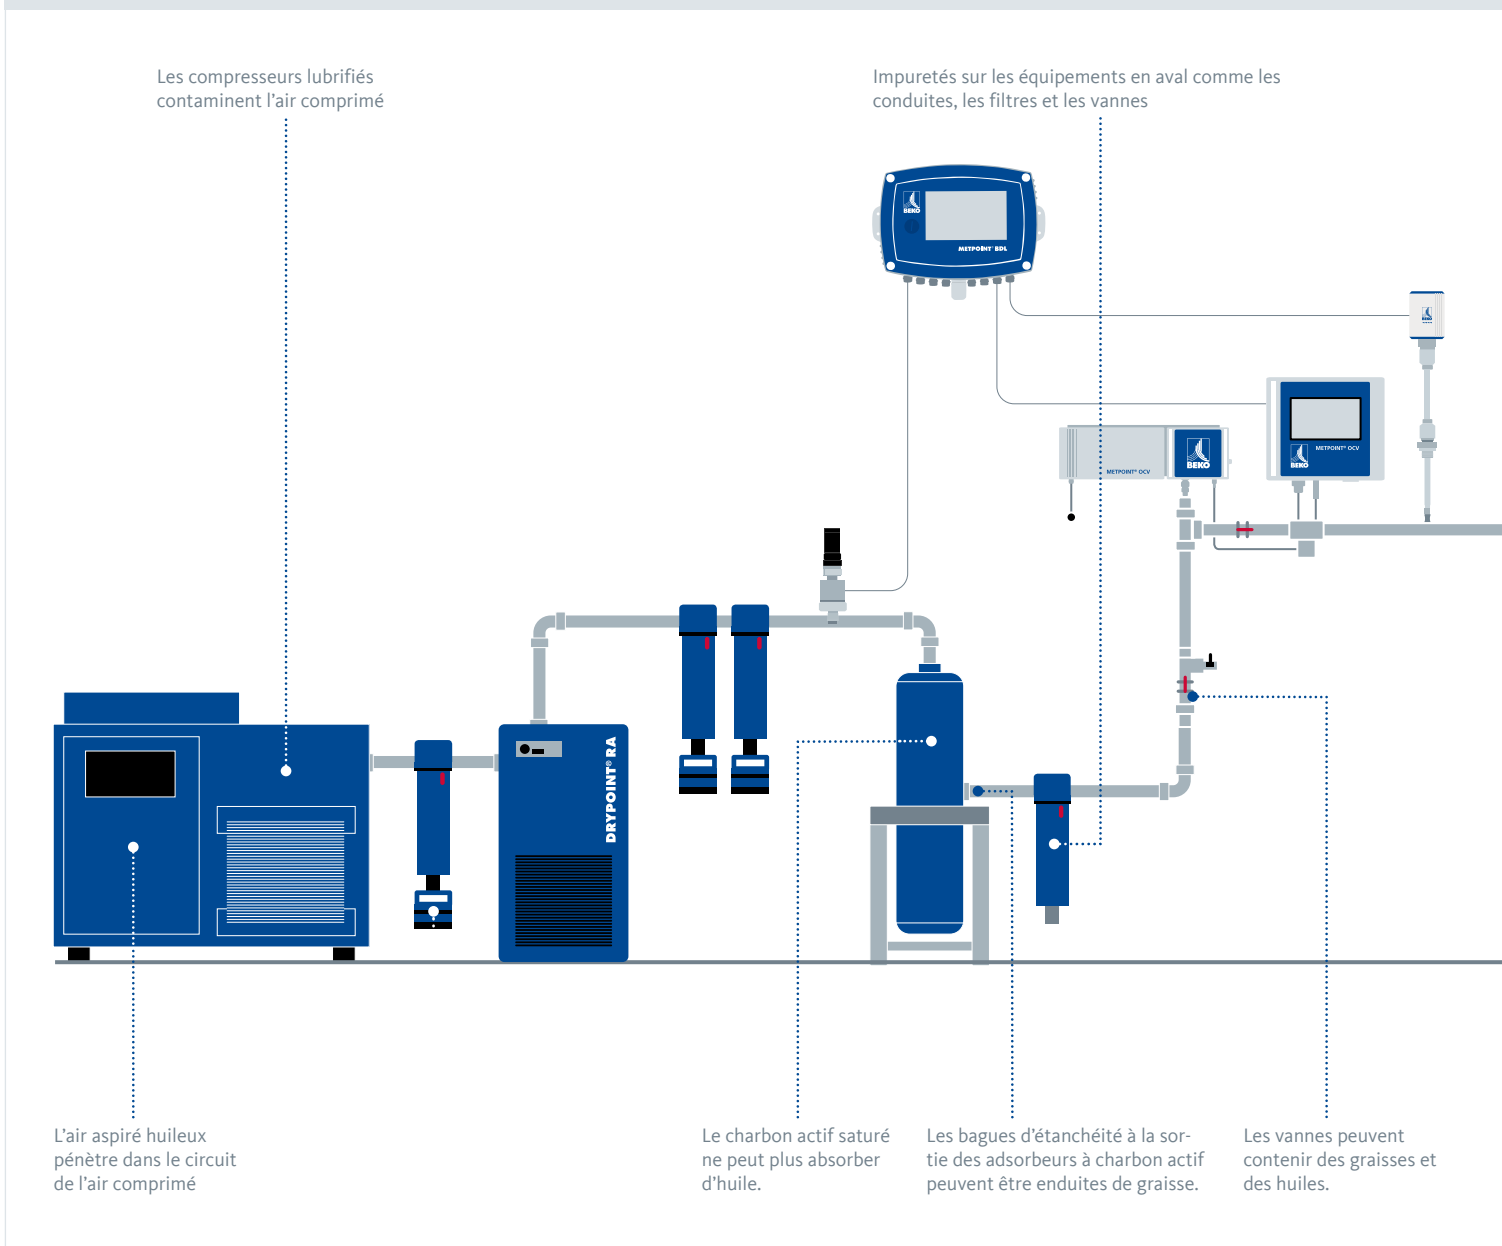 Les compresseurs lubrifiés
contaminent l'air comprimé
Impuretés sur les équipements en aval comme les
conduites, les filtres et les vannes
BEKO
METPOINT® BDL
BEKO
METPOINT® OCV
BEKO
METPOINT® OCV
BEKO
DRYPOINT® RA
L'air aspiré huileux
pénètre dans le circuit
de l'air comprimé
Le charbon actif saturé
ne peut plus absorber
d'huile.
Les bagues d'étanchéité à la sor-
tie des adsorbeurs à charbon actif
peuvent être enduites de graisse.
Les vannes peuvent
contenir des graisses et
des huiles.